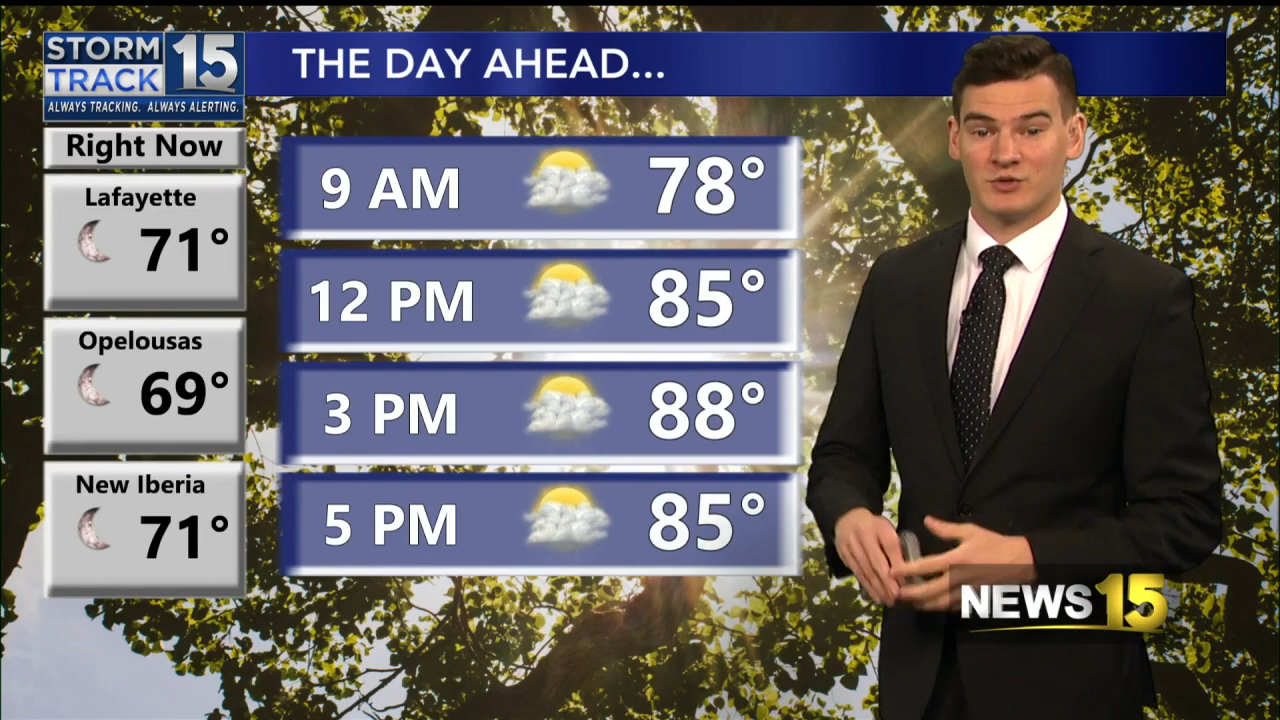 STORM
TRACK
15
ALWAYS TRACKING. ALWAYS ALERTING.
THE DAY AHEAD...
Right Now
Lafayette
71°
Opelousas
69°
New Iberia
71°
9 AM 78°
12 PM 85°
3 PM 88°
5 PM 85°
NEWS 15